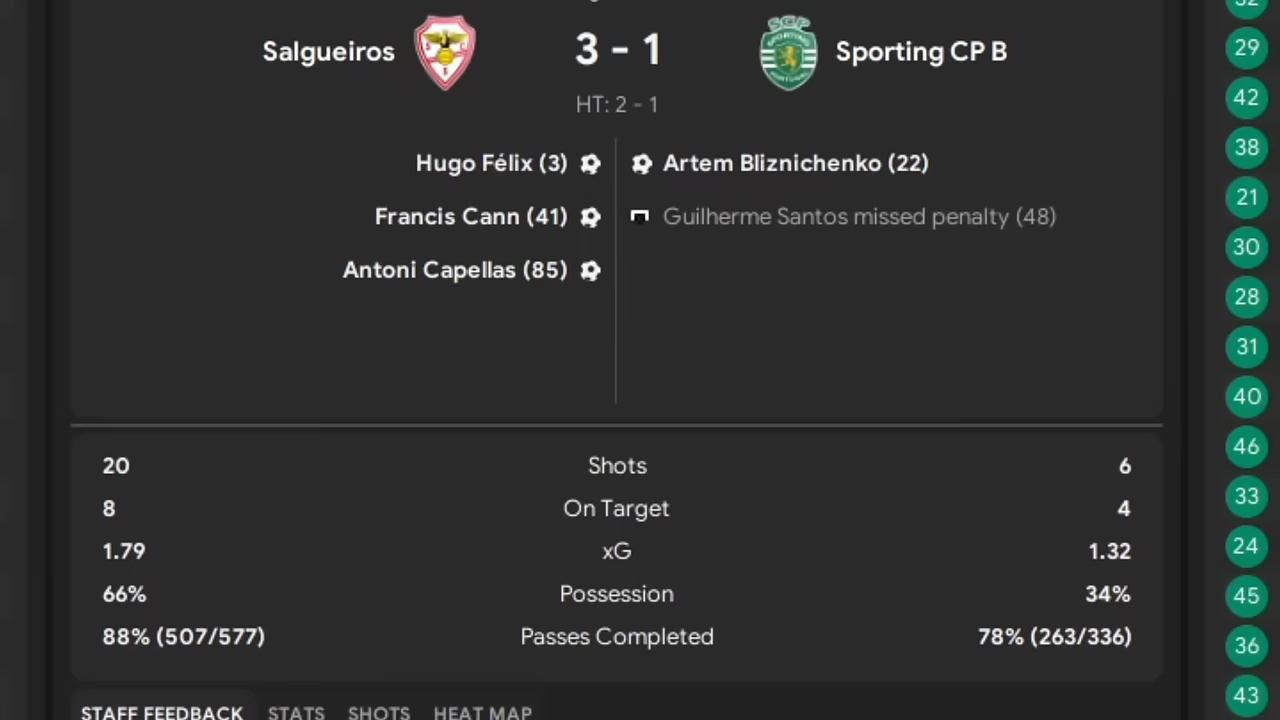 Salgueiros 3 - 1 Sporting CP B
HT: 2 - 1
Hugo Félix (3)
Artem Bliznichenko (22)
Francis Cann (41)
Guilherme Santos missed penalty (48)
Antoni Capellas (85)
20 Shots 6
8 On Target 4
1.79 xG 1.32
66% Possession 34%
88% (507/577) Passes Completed 78% (263/336)
STAFF FEEDBACK STATS SHOTS HEAT MAP
32
29
42
38
21
30
28
31
40
46
33
24
45
36
43